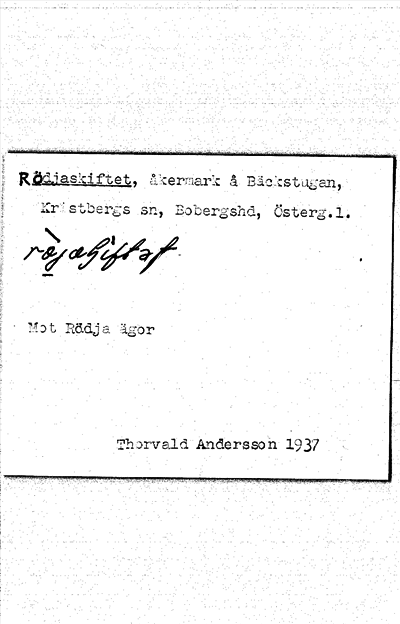 Rödjaskiftet, åkermark å Bäckstugan,
Kristbergs sn, Bobergshd, Österg.l.
Mot Rödja ägor
Thorvald Andersson 1937